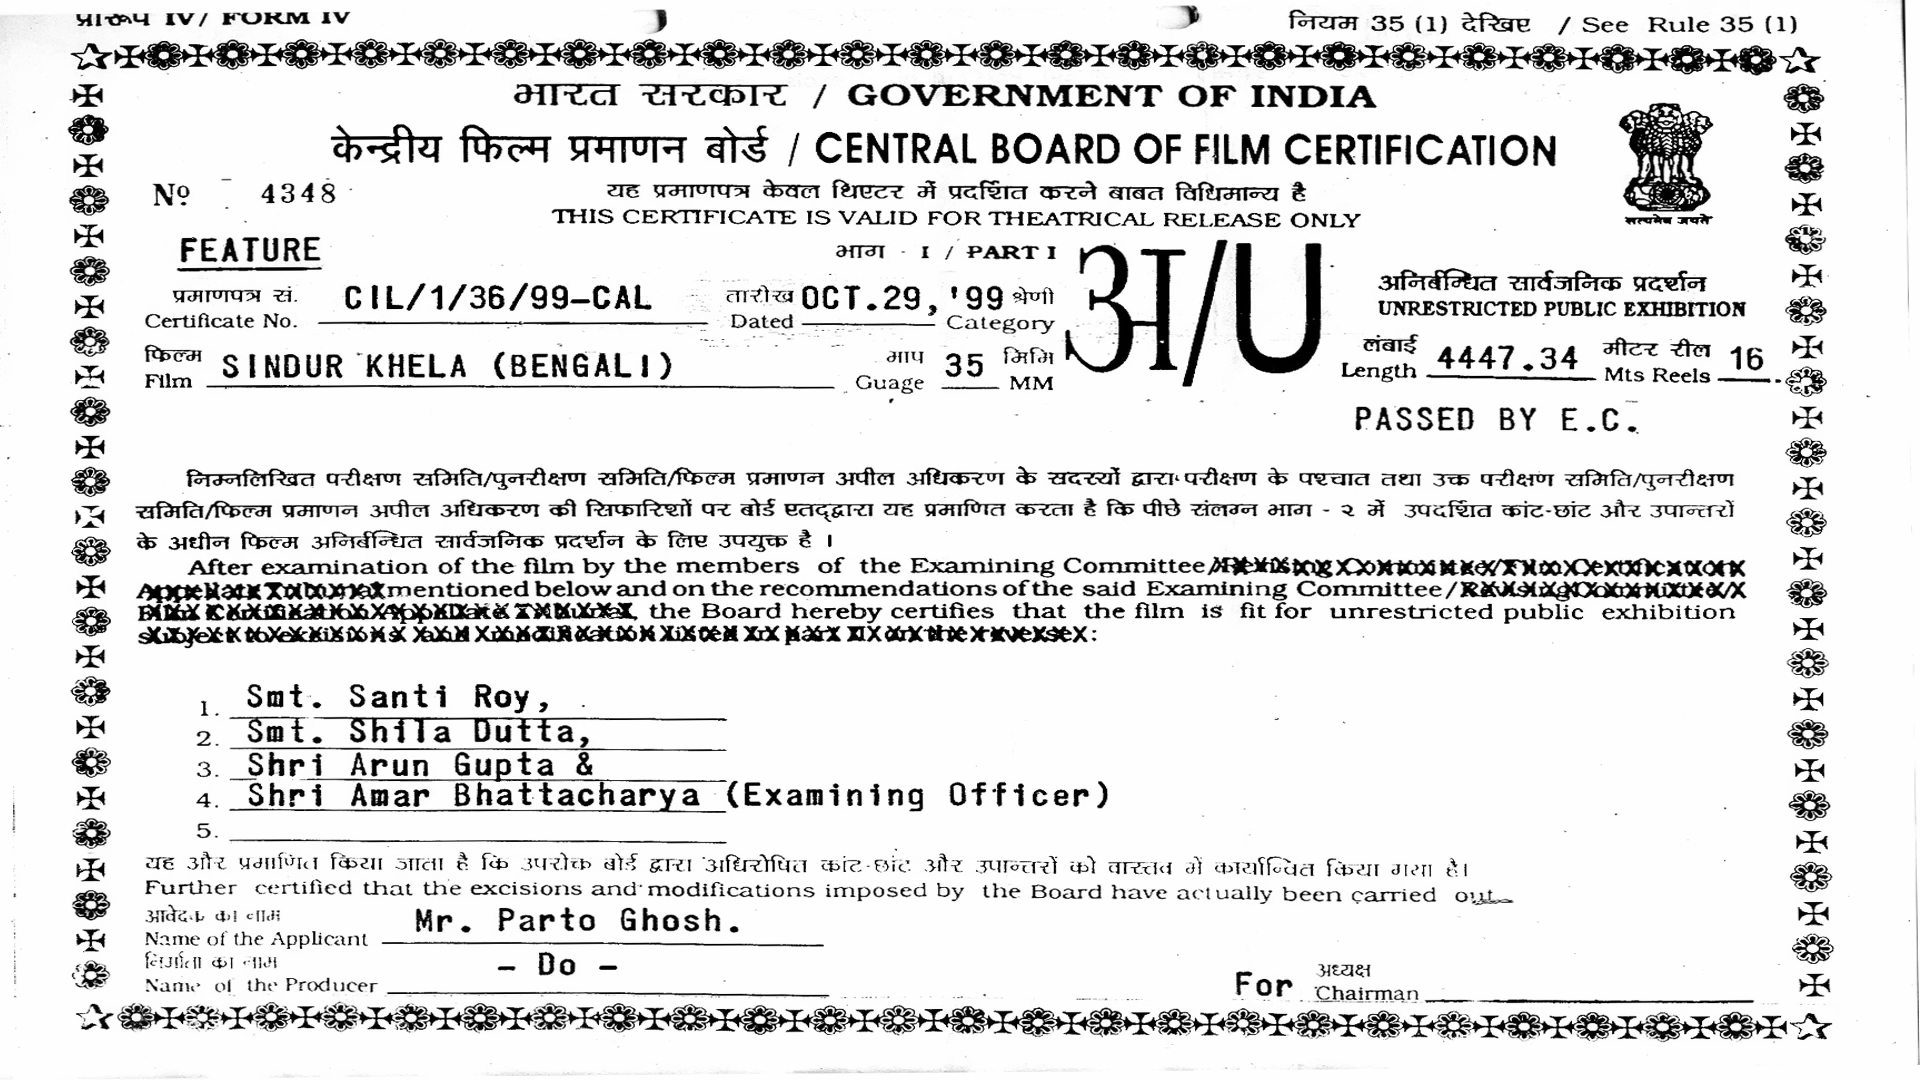 प्रारूप IV / FORM IV
नियम 35 (1) देखिए / See Rule 35 (1)
भारत सरकार / GOVERNMENT OF INDIA
केन्द्रीय फिल्म प्रमाणन बोर्ड / CENTRAL BOARD OF FILM CERTIFICATION
सत्यमेव जयते
Nº 4348
यह प्रमाणपत्र केवल थिएटर में प्रदर्शित करने बाबत विधिमान्य है
THIS CERTIFICATE IS VALID FOR THEATRICAL RELEASE ONLY
FEATURE
भाग - I / PART I
अ/U
अनिर्बन्धित सार्वजनिक प्रदर्शन
UNRESTRICTED PUBLIC EXHIBITION
प्रमाणपत्र सं. CIL/1/36/99-CAL तारीख OCT.29,'99 श्रेणी
Certificate No. Dated Category
फिल्म SINDUR KHELA (BENGALI) माप 35 मिमि
Film Guage MM
लंबाई 4447.34 मीटर रील 16
Length Mts Reels
PASSED BY E.C.
निम्नलिखित परीक्षण समिति/पुनरीक्षण समिति/फिल्म प्रमाणन अपील अधिकरण के सदस्यों द्वारा परीक्षण के पश्चात तथा उक्त परीक्षण समिति/पुनरीक्षण
समिति/फिल्म प्रमाणन अपील अधिकरण की सिफारिशों पर बोर्ड एतद्द्वारा यह प्रमाणित करता है कि पीछे संलग्न भाग - २ में उपदर्शित कांट-छांट और उपान्तरों
के अधीन फिल्म अनिर्बन्धित सार्वजनिक प्रदर्शन के लिए उपयुक्त है ।
After examination of the film by the members of the Examining Committee/
mentioned below and on the recommendations of the said Examining Committee/
the Board hereby certifies that the film is fit for unrestricted public exhibition
:
1. Smt. Santi Roy,
2. Smt. Shila Dutta,
3. Shri Arun Gupta &
4. Shri Amar Bhattacharya (Examining Officer)
5.
यह और प्रमाणित किया जाता है कि उपरोक्त बोर्ड द्वारा अधिरोपित कांट-छांट और उपान्तरों को वास्तव में कार्यान्वित किया गया है।
Further certified that the excisions and modifications imposed by the Board have actually been carried out.
आवेदक का नाम
Name of the Applicant Mr. Parto Ghosh.
निर्माता का नाम
Name of the Producer - Do -
For अध्यक्ष
Chairman